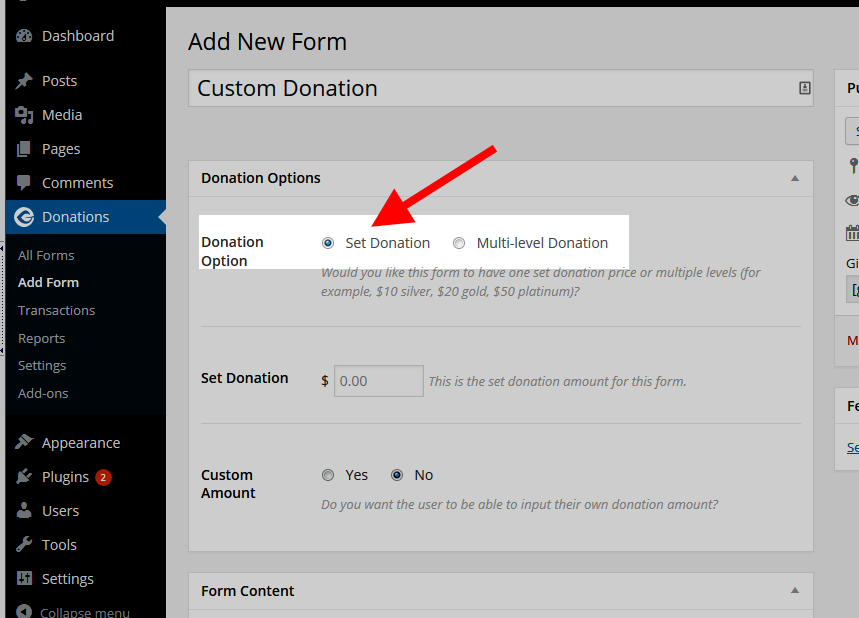 Dashboard
Posts
Media
Pages
Comments
Donations
All Forms
Add Form
Transactions
Reports
Settings
Add-ons
Appearance
Plugins 2
Users
Tools
Settings
Collapse menu
Add New Form
Custom Donation
Donation Options
Donation
Option
Set Donation
Multi-level Donation
Would you like this form to have one set donation price or multiple levels (for
example, $10 silver, $20 gold, $50 platinum)?
Set Donation
$ 0.00 This is the set donation amount for this form.
Custom
Amount
Yes
No
Do you want the user to be able to input their own donation amount?
Form Content
Pu
Gi
[g
M
Fe
Se